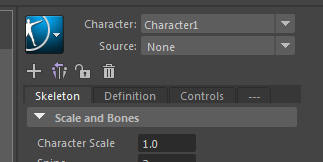 Character: Character1
Source: None
Skeleton Definition Controls ---
Scale and Bones
Character Scale 1.0